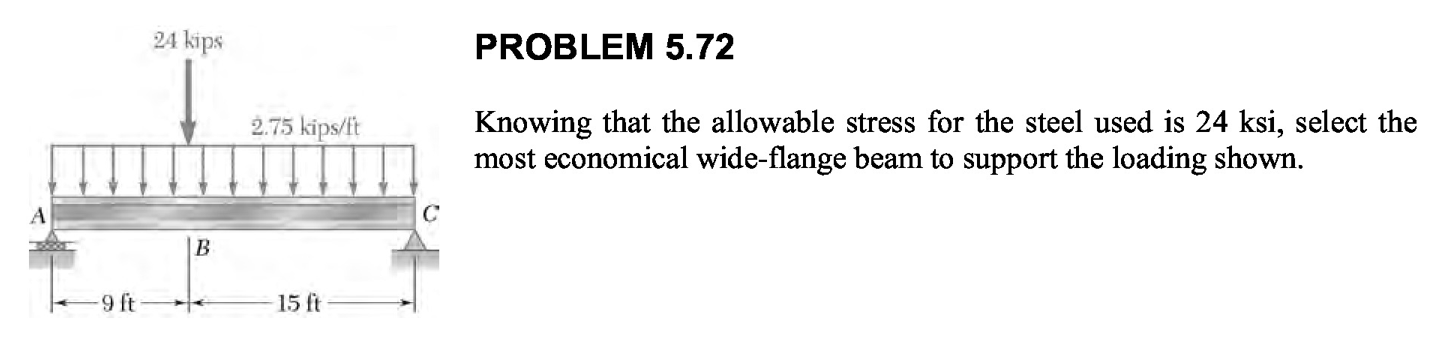 24 kips
PROBLEM 5.72
2.75 kips/ft
Knowing that the allowable stress for the steel used is 24 ksi, select the
most economical wide-flange beam to support the loading shown.
A
C
B
9 ft
15 ft